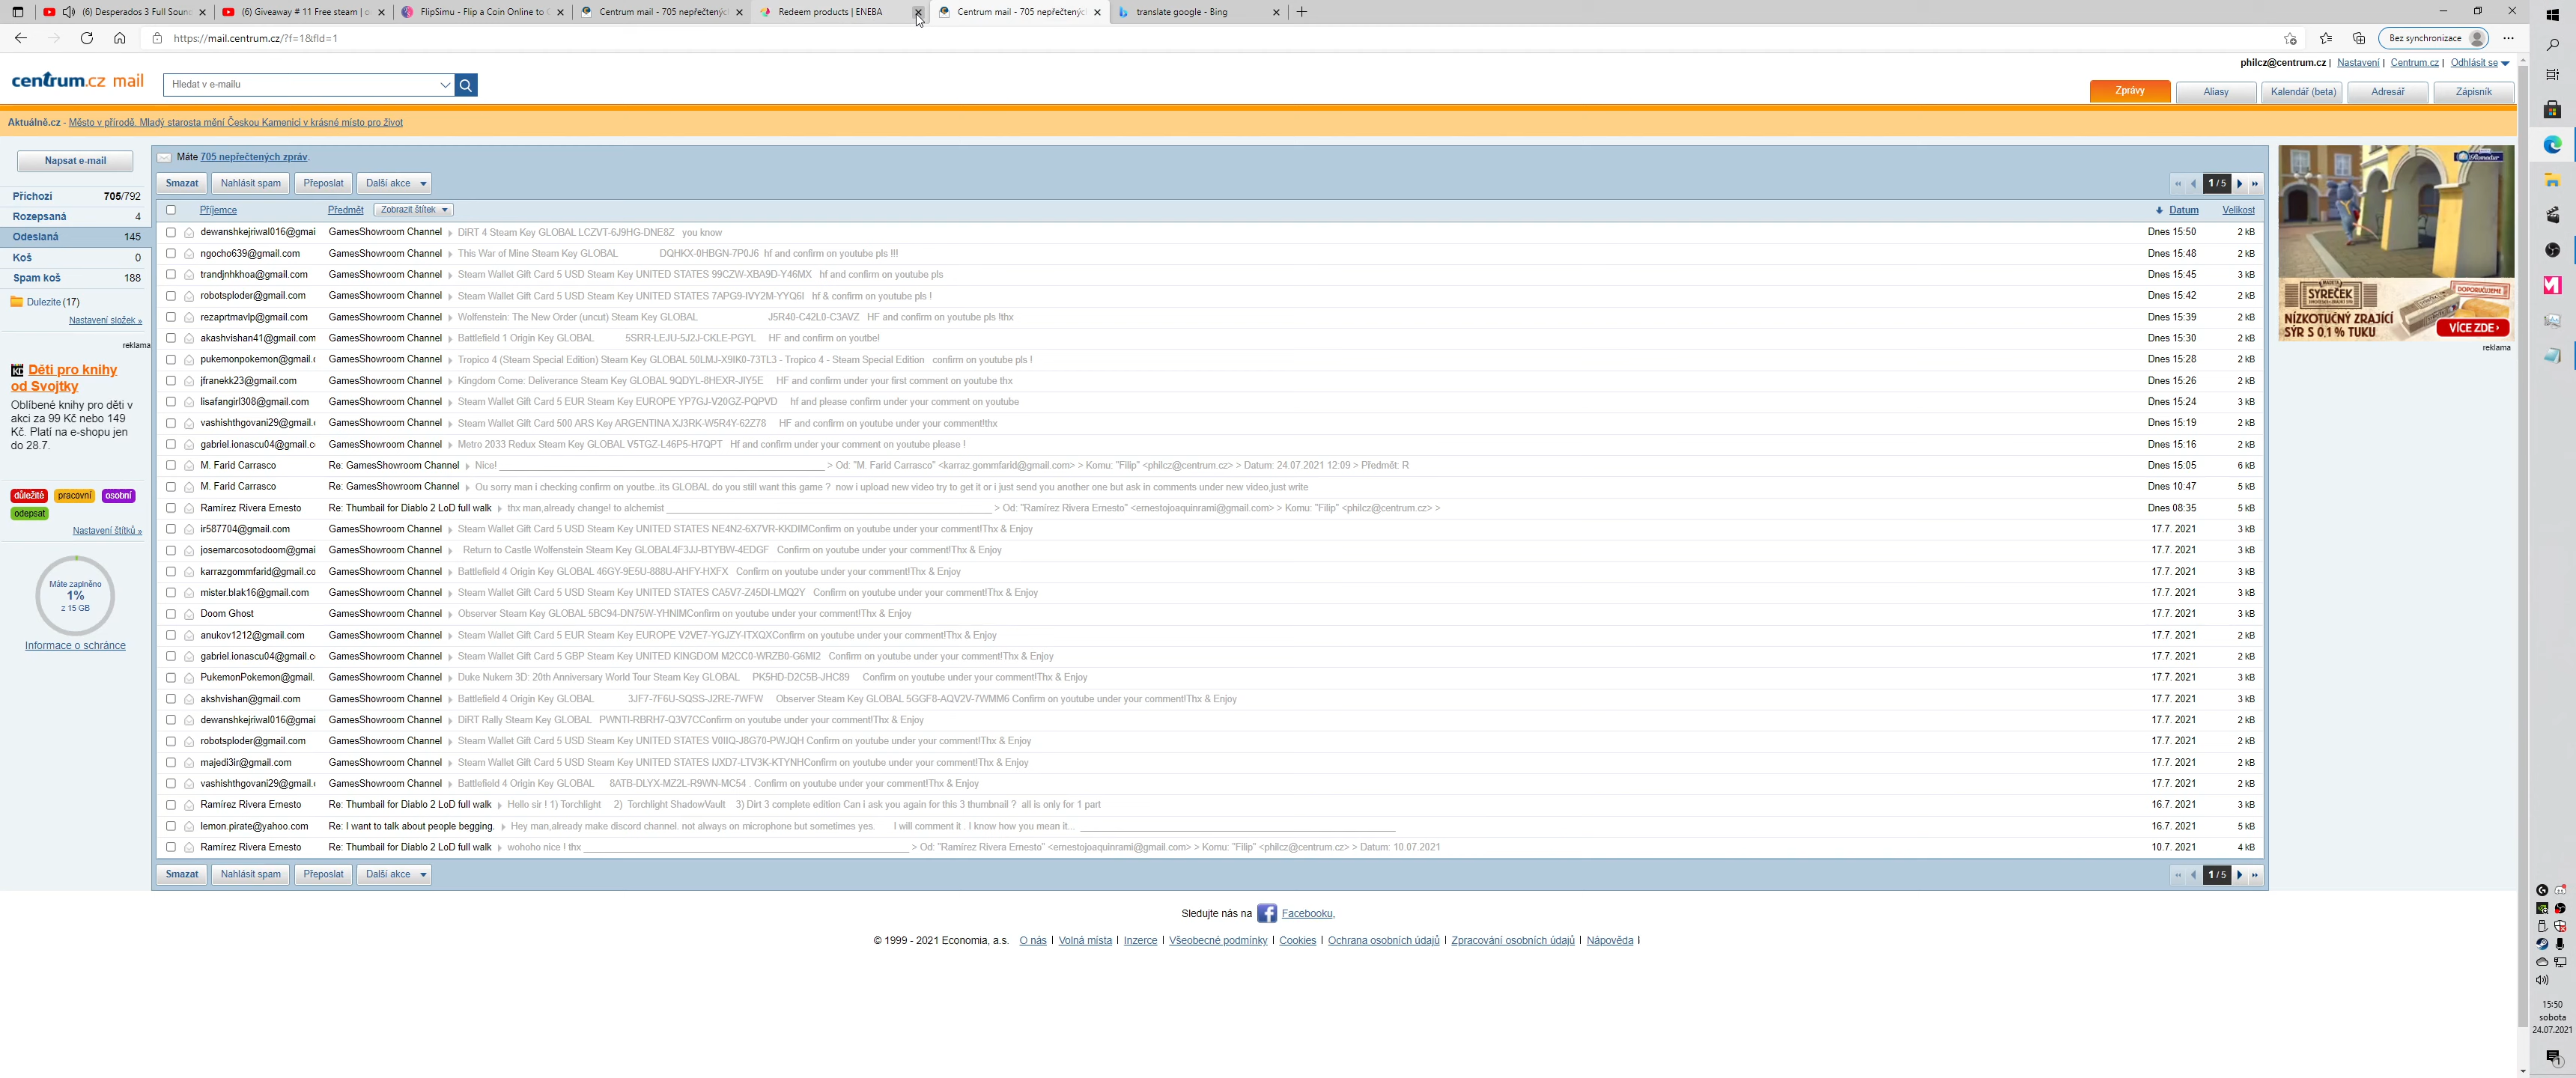 (6) Desperados 3 Full Soun
(6) Giveaway # 11 Free steam | c
FlipSimu - Flip a Coin Online to
Centrum mail - 705 nepřečtenýc
Redeem products | ENEBA
Centrum mail - 705 nepřečtenýc
translate google - Bing
https://mail.centrum.cz/?f=1&fId=1
Bez synchronizace
centrum.cz mail
Hledat v e-mailu
philcz@centrum.cz | Nastavení | Centrum.cz | Odhlásit se
Zprávy
Aliasy
Kalendář (beta)
Adresář
Zápisník
Aktuálně.cz - Město v přírodě. Mladý starosta mění Českou Kamenici v krásné místo pro život
Napsat e-mail
Příchozí 705/792
Rozepsaná 4
Odeslaná 145
Koš 0
Spam koš 188
Dulezite (17)
Nastavení složek »
reklama
Děti pro knihy
od Svojtky
Oblíbené knihy pro děti v
akci za 99 Kč nebo 149
Kč. Platí na e-shopu jen
do 28.7.
důležité pracovní osobní
odepsat
Nastavení štítků »
Máte zaplněno
1%
z 15 GB
Informace o schránce
Máte 705 nepřečtených zpráv.
Smazat Nahlásit spam Přeposlat Další akce 1/5
Příjemce Předmět Zobrazit štítek Datum Velikost
dewanshkejriwal016@gmai GamesShowroom Channel DiRT 4 Steam Key GLOBAL LCZVT-6J9HG-DNE8Z you know Dnes 15:50 2 kB
ngocho639@gmail.com GamesShowroom Channel This War of Mine Steam Key GLOBAL DQHKX-0HBGN-7P0J6 hf and confirm on youtube pls !!! Dnes 15:48 2 kB
trandjnhkhoa@gmail.com GamesShowroom Channel Steam Wallet Gift Card 5 USD Steam Key UNITED STATES 99CZW-XBA9D-Y46MX hf and confirm on youtube pls Dnes 15:45 3 kB
robotsploder@gmail.com GamesShowroom Channel Steam Wallet Gift Card 5 USD Steam Key UNITED STATES 7APG9-IVY2M-YYQ6I hf & confirm on youtube pls ! Dnes 15:42 2 kB
rezaprtmavlp@gmail.com GamesShowroom Channel Wolfenstein: The New Order (uncut) Steam Key GLOBAL J5R40-C42L0-C3AVZ HF and confirm on youtube pls !thx Dnes 15:39 2 kB
akashvishan41@gmail.com GamesShowroom Channel Battlefield 1 Origin Key GLOBAL 5SRR-LEJU-5J2J-CKLE-PGYL HF and confirm on youtbe! Dnes 15:30 2 kB
pukemonpokemon@gmail.c GamesShowroom Channel Tropico 4 (Steam Special Edition) Steam Key GLOBAL 50LMJ-X9IK0-73TL3 - Tropico 4 - Steam Special Edition confirm on youtube pls ! Dnes 15:28 2 kB
jfranekk23@gmail.com GamesShowroom Channel Kingdom Come: Deliverance Steam Key GLOBAL 9QDYL-8HEXR-JIY5E HF and confirm under your first comment on youtube thx Dnes 15:26 2 kB
lisafangirl308@gmail.com GamesShowroom Channel Steam Wallet Gift Card 5 EUR Steam Key EUROPE YP7GJ-V20GZ-PQPVD hf and please confirm under your comment on youtube Dnes 15:24 3 kB
vashishthgovani29@gmail.c GamesShowroom Channel Steam Wallet Gift Card 500 ARS Key ARGENTINA XJ3RK-W5R4Y-62Z78 HF and confirm on youtube under your comment!thx Dnes 15:19 2 kB
gabriel.ionascu04@gmail.c GamesShowroom Channel Metro 2033 Redux Steam Key GLOBAL V5TGZ-L46P5-H7QPT Hf and confirm under your comment on youtube please ! Dnes 15:16 2 kB
M. Farid Carrasco Re: GamesShowroom Channel Nice! > Od: "M. Farid Carrasco" <karraz.gommfarid@gmail.com> > Komu: "Filip" <philcz@centrum.cz> > Datum: 24.07.2021 12:09 > Předmět: R Dnes 15:05 6 kB
M. Farid Carrasco Re: GamesShowroom Channel Ou sorry man i checking confirm on youtbe..its GLOBAL do you still want this game ? now i upload new video try to get it or i just send you another one but ask in comments under new video,just write Dnes 10:47 5 kB
Ramírez Rivera Ernesto Re: Thumbail for Diablo 2 LoD full walk thx man,already change! to alchemist > Od: "Ramírez Rivera Ernesto" <ernestojoaquinrami@gmail.com> > Komu: "Filip" <philcz@centrum.cz> > Dnes 08:35 5 kB
ir587704@gmail.com GamesShowroom Channel Steam Wallet Gift Card 5 USD Steam Key UNITED STATES NE4N2-6X7VR-KKDIMConfirm on youtube under your comment!Thx & Enjoy 17.7. 2021 3 kB
josemarcosotodoom@gmai GamesShowroom Channel Return to Castle Wolfenstein Steam Key GLOBAL4F3JJ-BTYBW-4EDGF Confirm on youtube under your comment!Thx & Enjoy 17.7. 2021 3 kB
karrazgommfarid@gmail.co GamesShowroom Channel Battlefield 4 Origin Key GLOBAL 46GY-9E5U-888U-AHFY-HXFX Confirm on youtube under your comment!Thx & Enjoy 17.7. 2021 3 kB
mister.blak16@gmail.com GamesShowroom Channel Steam Wallet Gift Card 5 USD Steam Key UNITED STATES CA5V7-Z45DI-LMQ2Y Confirm on youtube under your comment!Thx & Enjoy 17.7. 2021 3 kB
Doom Ghost GamesShowroom Channel Observer Steam Key GLOBAL 5BC94-DN75W-YHNIMConfirm on youtube under your comment!Thx & Enjoy 17.7. 2021 3 kB
anukov1212@gmail.com GamesShowroom Channel Steam Wallet Gift Card 5 EUR Steam Key EUROPE V2VE7-YGJZY-ITXQXConfirm on youtube under your comment!Thx & Enjoy 17.7. 2021 2 kB
gabriel.ionascu04@gmail.c GamesShowroom Channel Steam Wallet Gift Card 5 GBP Steam Key UNITED KINGDOM M2CC0-WRZB0-G6MI2 Confirm on youtube under your comment!Thx & Enjoy 17.7. 2021 2 kB
PukemonPokemon@gmail. GamesShowroom Channel Duke Nukem 3D: 20th Anniversary World Tour Steam Key GLOBAL PK5HD-D2C5B-JHC89 Confirm on youtube under your comment!Thx & Enjoy 17.7. 2021 3 kB
akshvishan@gmail.com GamesShowroom Channel Battlefield 4 Origin Key GLOBAL 3JF7-7F6U-SQSS-J2RE-7WFW Observer Steam Key GLOBAL 5GGF8-AQV2V-7WMM6 Confirm on youtube under your comment!Thx & Enjoy 17.7. 2021 3 kB
dewanshkejriwal016@gmai GamesShowroom Channel DiRT Rally Steam Key GLOBAL PWNTI-RBRH7-Q3V7CConfirm on youtube under your comment!Thx & Enjoy 17.7. 2021 2 kB
robotsploder@gmail.com GamesShowroom Channel Steam Wallet Gift Card 5 USD Steam Key UNITED STATES V0IIQ-J8G70-PWJQH Confirm on youtube under your comment!Thx & Enjoy 17.7. 2021 2 kB
majedi3ir@gmail.com GamesShowroom Channel Steam Wallet Gift Card 5 USD Steam Key UNITED STATES IJXD7-LTV3K-KTYNHConfirm on youtube under your comment!Thx & Enjoy 17.7. 2021 2 kB
vashishthgovani29@gmail.c GamesShowroom Channel Battlefield 4 Origin Key GLOBAL 8ATB-DLYX-MZ2L-R9WN-MC54 Confirm on youtube under your comment!Thx & Enjoy 17.7. 2021 2 kB
Ramírez Rivera Ernesto Re: Thumbail for Diablo 2 LoD full walk Hello sir ! 1) Torchlight 2) Torchlight ShadowVault 3) Dirt 3 complete edition Can i ask you again for this 3 thumbnail ? all is only for 1 part 16.7. 2021 3 kB
lemon.pirate@yahoo.com Re: I want to talk about people begging. Hey man,already make discord channel. not always on microphone but sometimes yes. I will comment it . I know how you mean it... 16.7. 2021 5 kB
Ramírez Rivera Ernesto Re: Thumbail for Diablo 2 LoD full walk wohoho nice ! thx > Od: "Ramírez Rivera Ernesto" <ernestojoaquinrami@gmail.com> > Komu: "Filip" <philcz@centrum.cz> > Datum: 10.07.2021 10.7. 2021 4 kB
Smazat Nahlásit spam Přeposlat Další akce 1/5
Ramadur
SYREČEK
DOPORUČUJEME
NÍZKOTUČNÝ ZRAJÍCÍ
SÝR S 0,1 % TUKU
VÍCE ZDE
reklama
Sledujte nás na Facebooku.
© 1999 - 2021 Economia, a.s. O nás | Volná místa | Inzerce | Všeobecné podmínky | Cookies | Ochrana osobních údajů | Zpracování osobních údajů | Nápověda |
15:50
sobota
24.07.2021